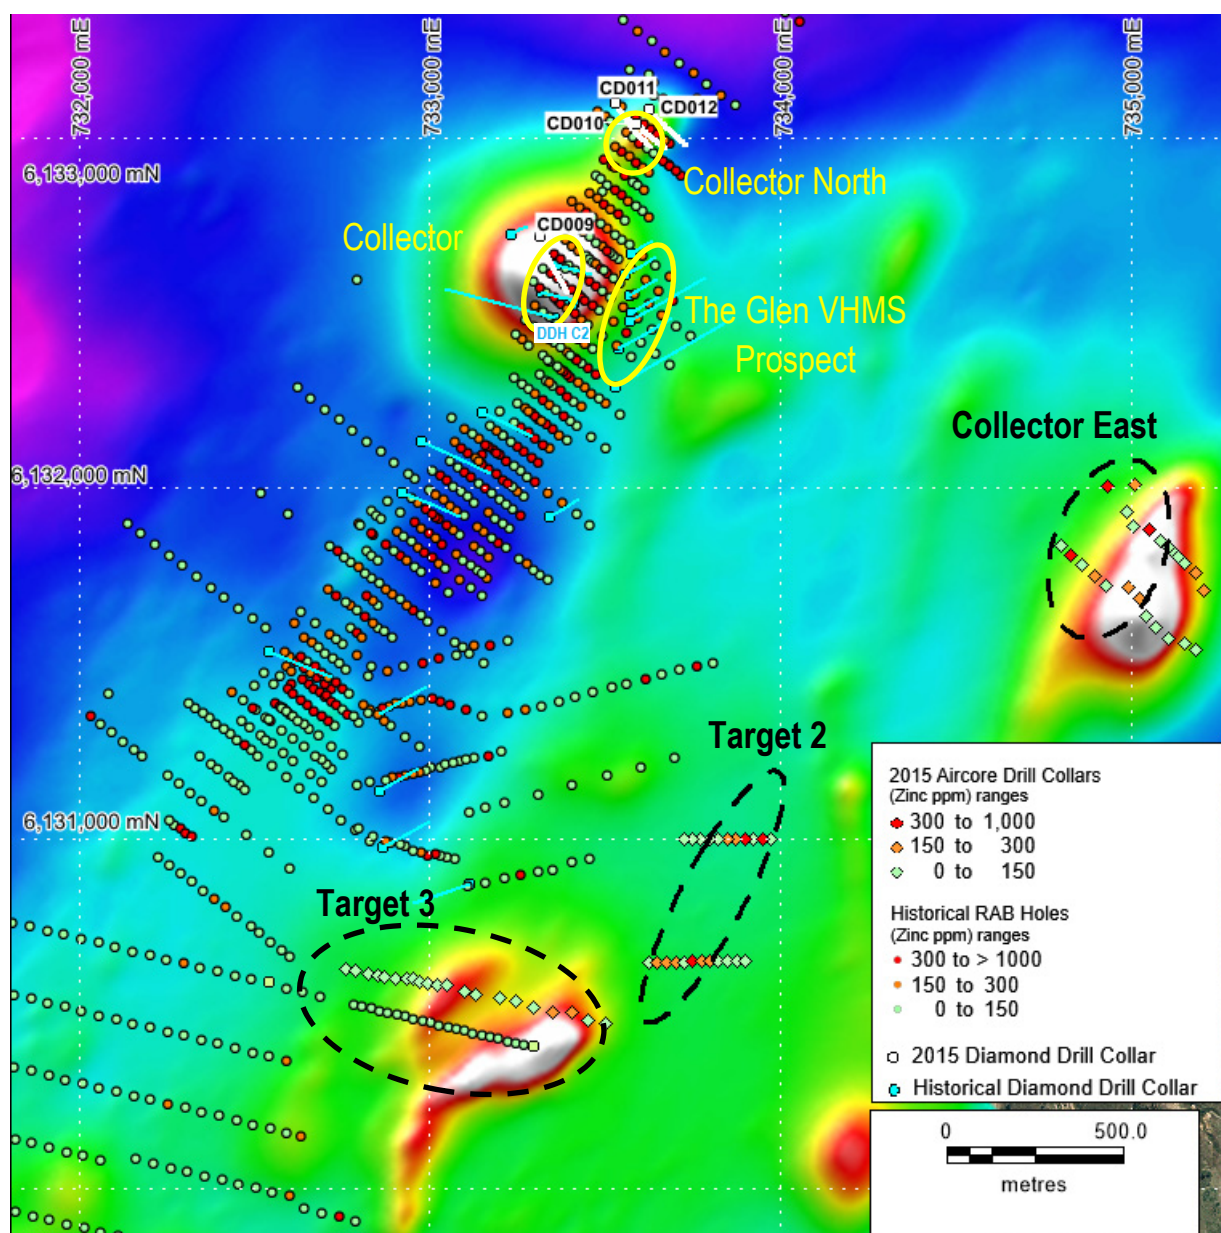 732,000 mE
733,000 mE
734,000 mE
735,000 mE
CD011
CD012
CD010
6,133,000 mN
Collector North
CD009
Collector
The Glen VHMS
Prospect
DDH C2
Collector East
6,132,000 mN
Target 2
2015 Aircore Drill Collars
(Zinc ppm) ranges
300 to 1,000
150 to 300
0 to 150
6,131,000 mN
Target 3
Historical RAB Holes
(Zinc ppm) ranges
300 to > 1000
150 to 300
0 to 150
2015 Diamond Drill Collar
Historical Diamond Drill Collar
0 500.0
metres